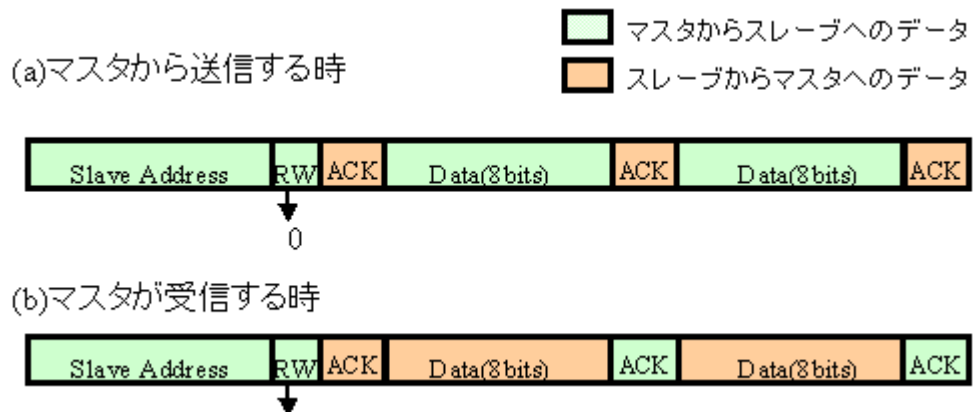 マスタからスレーブへのデータ
(a)マスタから送信する時
スレーブからマスタへのデータ
Slave Address RW ACK Data(8bits) ACK Data(8bits) ACK
0
(b)マスタが受信する時
Slave Address RW ACK Data(8bits) ACK Data(8bits) ACK